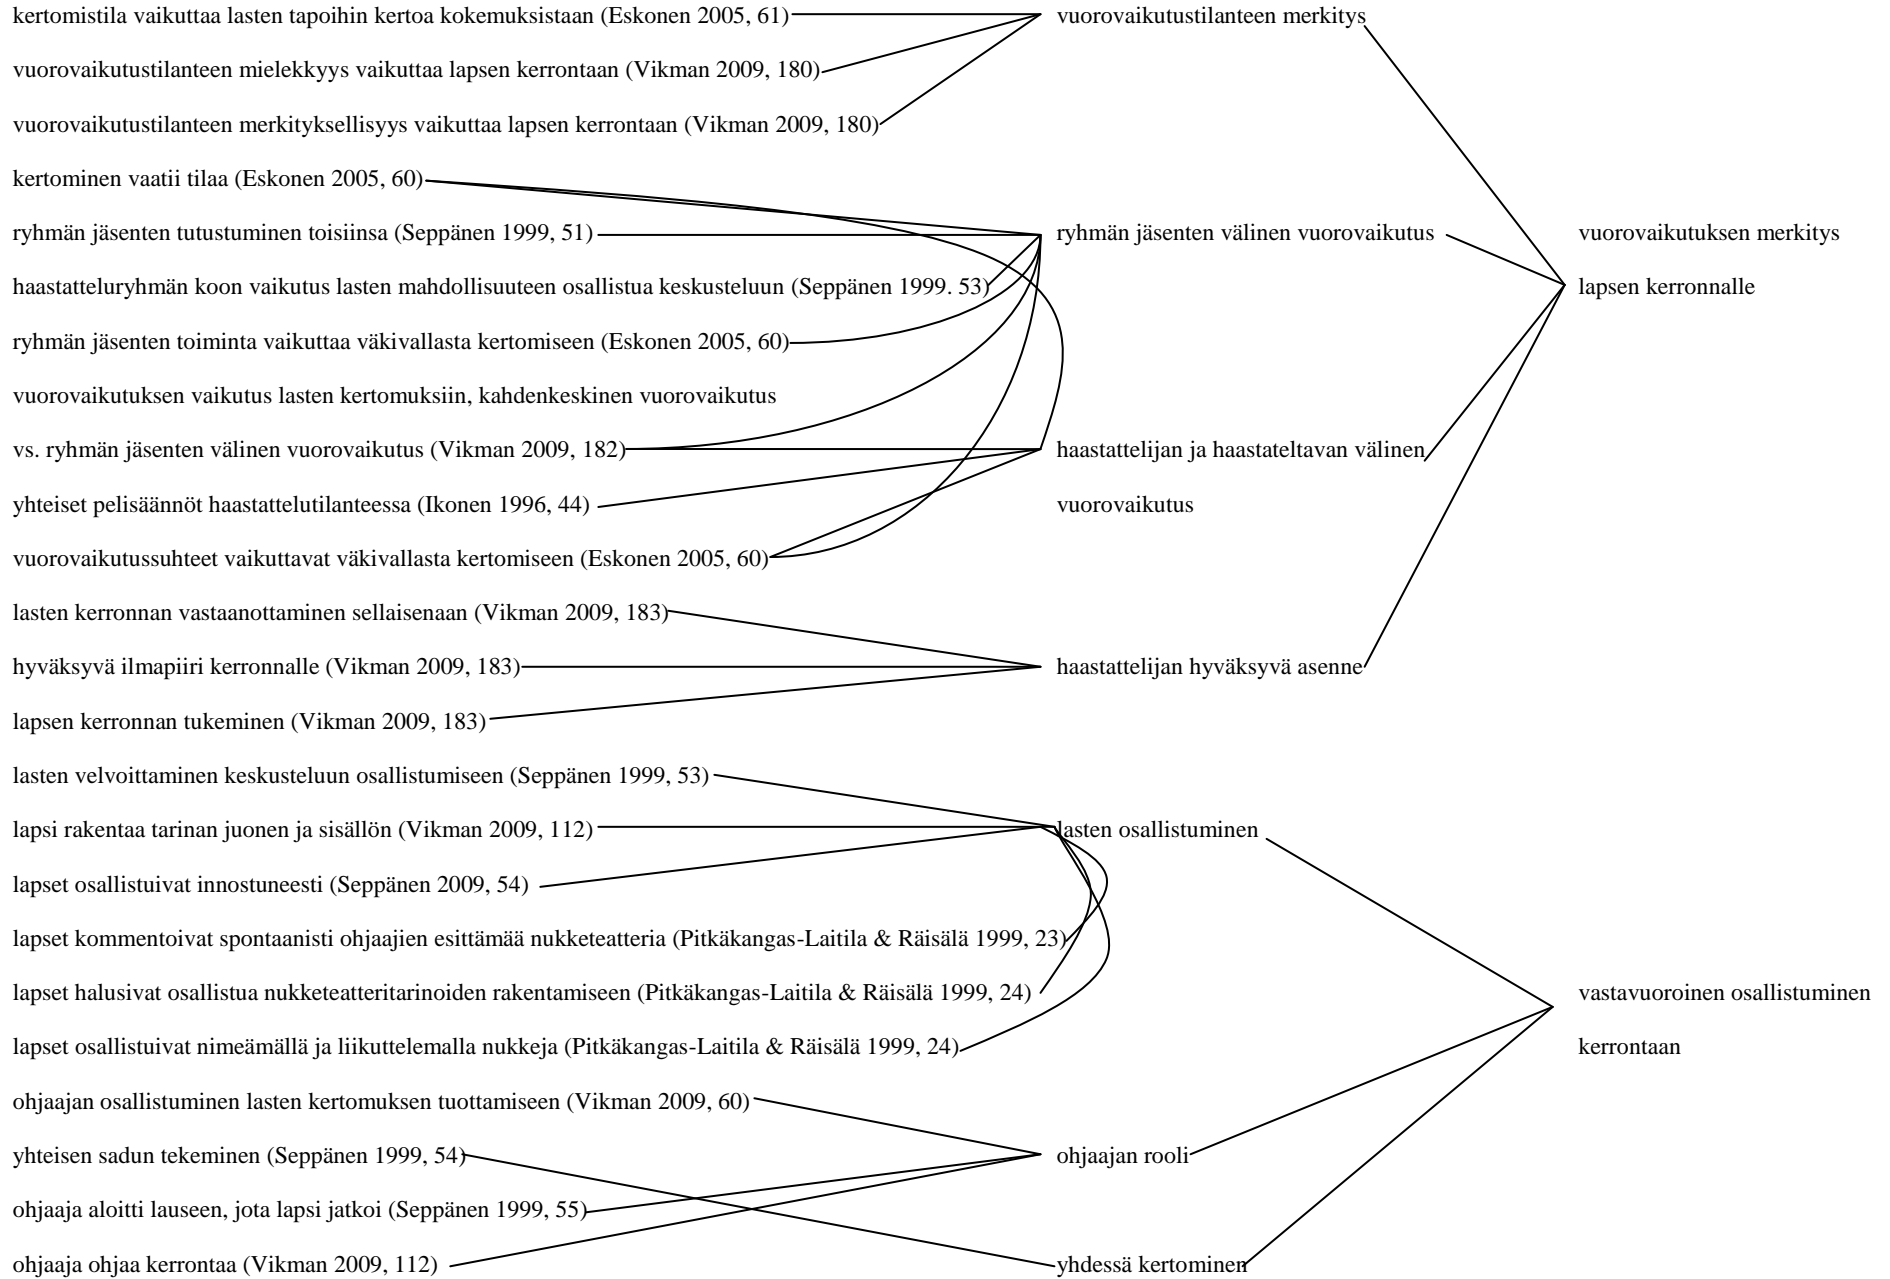 kertomistila vaikuttaa lasten tapoihin kertoa kokemuksistaan (Eskonen 2005, 61)
vuorovaikutustilanteen mielekkyys vaikuttaa lapsen kerrontaan (Vikman 2009, 180)
vuorovaikutustilanteen merkityksellisyys vaikuttaa lapsen kerrontaan (Vikman 2009, 180)
kertominen vaatii tilaa (Eskonen 2005, 60)
ryhmän jäsenten tutustuminen toisiinsa (Seppänen 1999, 51)
haastatteluryhmän koon vaikutus lasten mahdollisuuteen osallistua keskusteluun (Seppänen 1999. 53)
ryhmän jäsenten toiminta vaikuttaa väkivallasta kertomiseen (Eskonen 2005, 60)
vuorovaikutuksen vaikutus lasten kertomuksiin, kahdenkeskinen vuorovaikutus
vs. ryhmän jäsenten välinen vuorovaikutus (Vikman 2009, 182)
yhteiset pelisäännöt haastattelutilanteessa (Ikonen 1996, 44)
vuorovaikutussuhteet vaikuttavat väkivallasta kertomiseen (Eskonen 2005, 60)
lasten kerronnan vastaanottaminen sellaisenaan (Vikman 2009, 183)
hyväksyvä ilmapiiri kerronnalle (Vikman 2009, 183)
lapsen kerronnan tukeminen (Vikman 2009, 183)
lasten velvoittaminen keskusteluun osallistumiseen (Seppänen 1999, 53)
lapsi rakentaa tarinan juonen ja sisällön (Vikman 2009, 112)
lapset osallistuivat innostuneesti (Seppänen 2009, 54)
lapset kommentoivat spontaanisti ohjaajien esittämää nukketeatteria (Pitkäkangas-Laitila & Räisälä 1999, 23)
lapset halusivat osallistua nukketeatteritarinoiden rakentamiseen (Pitkäkangas-Laitila & Räisälä 1999, 24)
lapset osallistuivat nimeämällä ja liikuttelemalla nukkeja (Pitkäkangas-Laitila & Räisälä 1999, 24)
ohjaajan osallistuminen lasten kertomuksen tuottamiseen (Vikman 2009, 60)
yhteisen sadun tekeminen (Seppänen 1999, 54)
ohjaaja aloitti lauseen, jota lapsi jatkoi (Seppänen 1999, 55)
ohjaaja ohjaa kerrontaa (Vikman 2009, 112)
vuorovaikutustilanteen merkitys
ryhmän jäsenten välinen vuorovaikutus
haastattelijan ja haastateltavan välinen
vuorovaikutus
haastattelijan hyväksyvä asenne
lasten osallistuminen
ohjaajan rooli
yhdessä kertominen
vuorovaikutuksen merkitys
lapsen kerronnalle
vastavuoroinen osallistuminen
kerrontaan